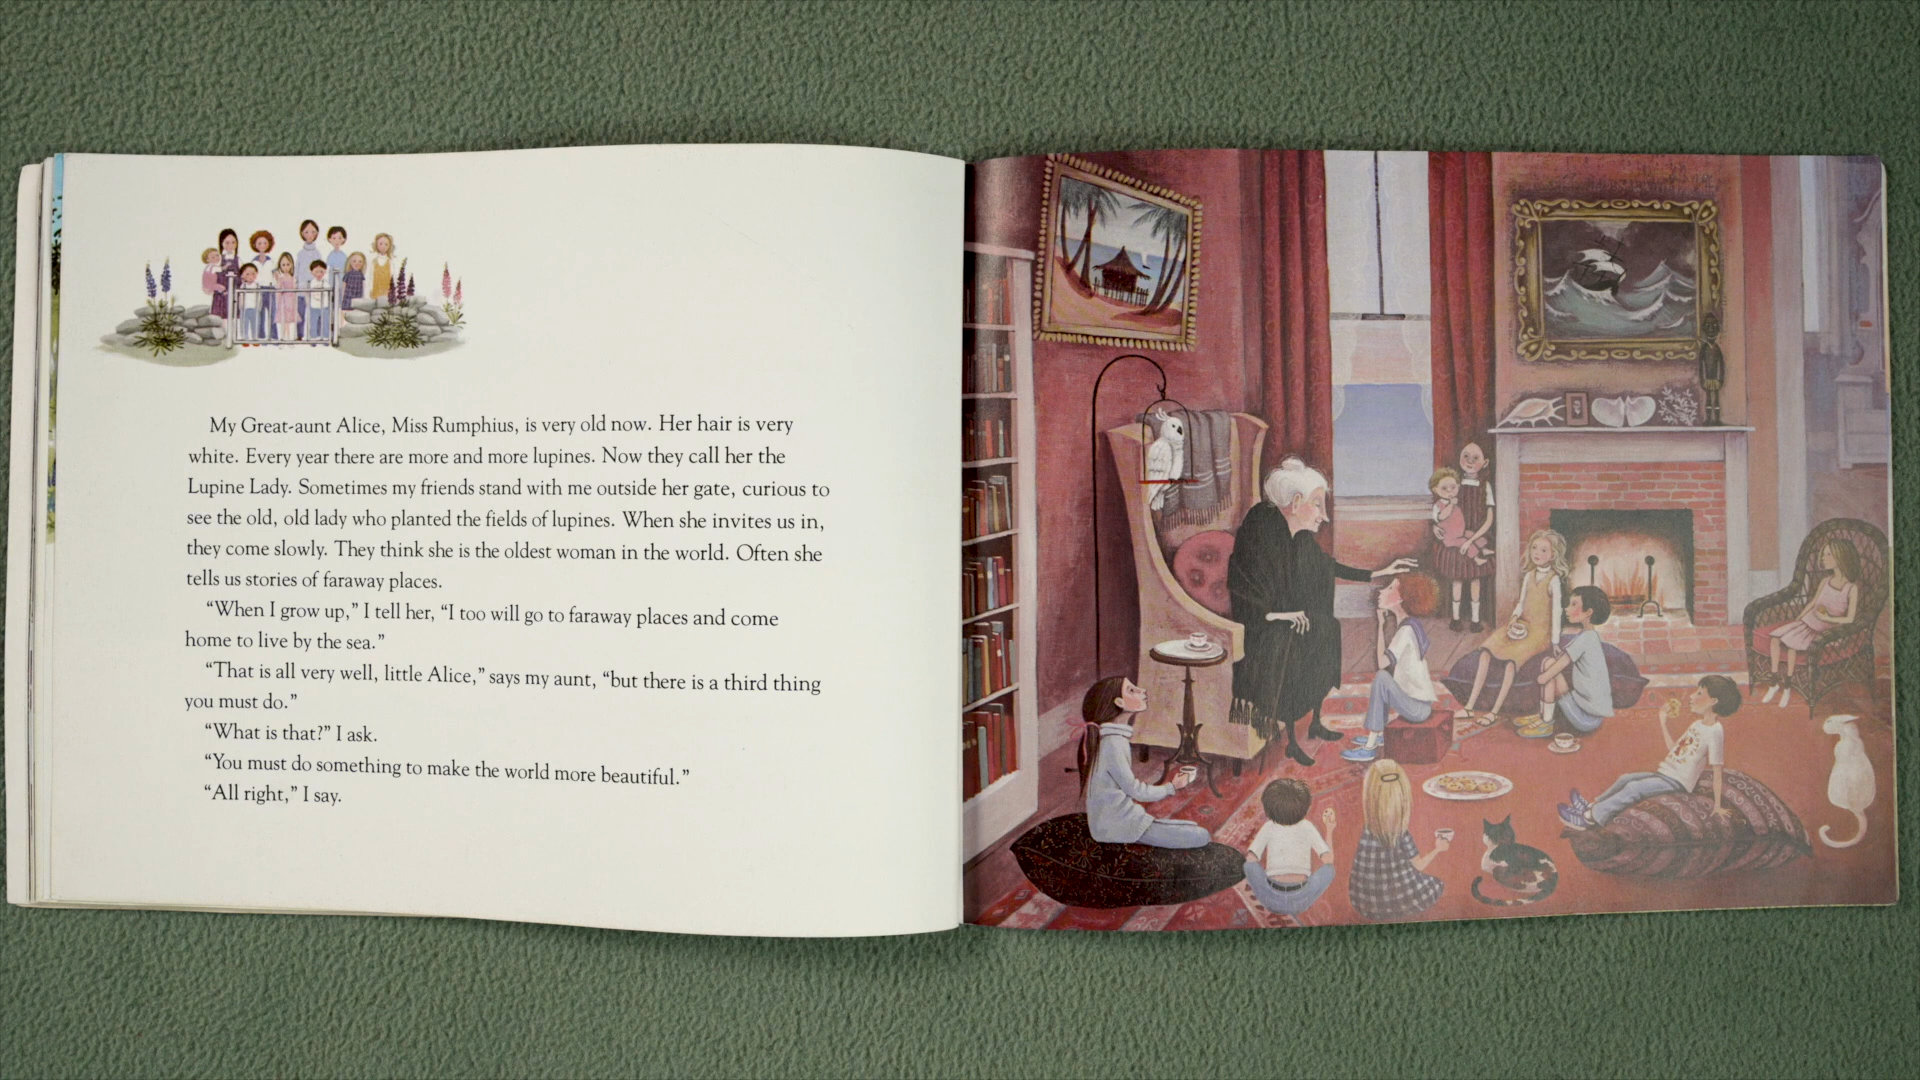 My Great-aunt Alice, Miss Rumphius, is very old now. Her hair is very
white. Every year there are more and more lupines. Now they call her the
Lupine Lady. Sometimes my friends stand with me outside her gate, curious to
see the old, old lady who planted the fields of lupines. When she invites us in,
they come slowly. They think she is the oldest woman in the world. Often she
tells us stories of faraway places.
“When I grow up,” I tell her, “I too will go to faraway places and come
home to live by the sea.”
“That is all very well, little Alice,” says my aunt, “but there is a third thing
you must do.”
“What is that?” I ask.
“You must do something to make the world more beautiful.”
“All right,” I say.